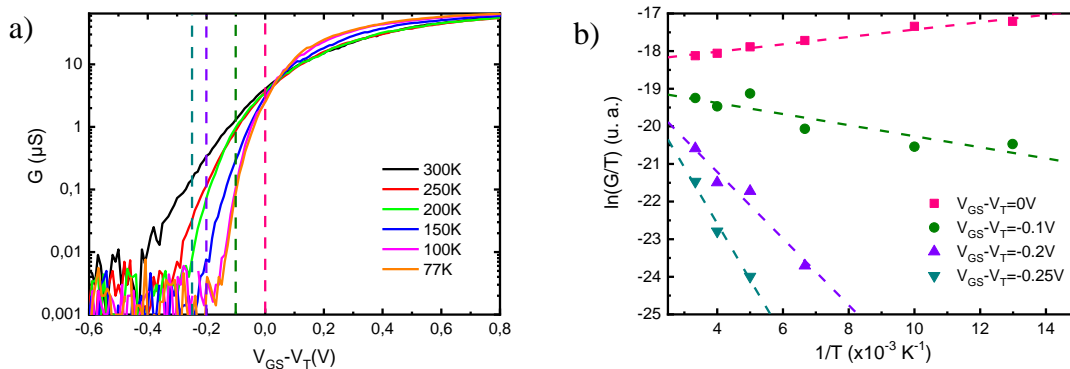 a)
G (µS)
10
1
0,1
0,01
0,001
300K
250K
200K
150K
100K
77K
-0,6 -0,4 -0,2 0,0 0,2 0,4 0,6 0,8
V_GS-V_T(V)
b)
ln(G/T) (u. a.)
-17
-18
-19
-20
-21
-22
-23
-24
-25
V_GS-V_T=0V
V_GS-V_T=-0.1V
V_GS-V_T=-0.2V
V_GS-V_T=-0.25V
4 6 8 10 12 14
1/T (x10⁻³ K⁻¹)